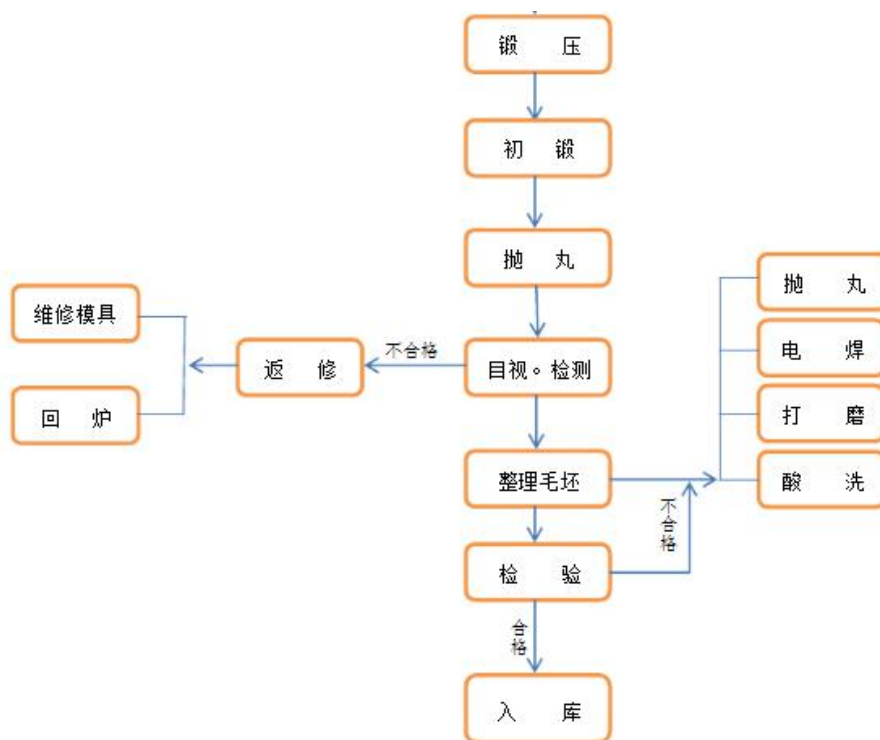 锻 压
初 锻
抛 丸
目视。检测
不合格
返 修
维修模具
回 炉
整理毛坯
抛 丸
电 焊
打 磨
酸 洗
不合格
检 验
合格
入 库